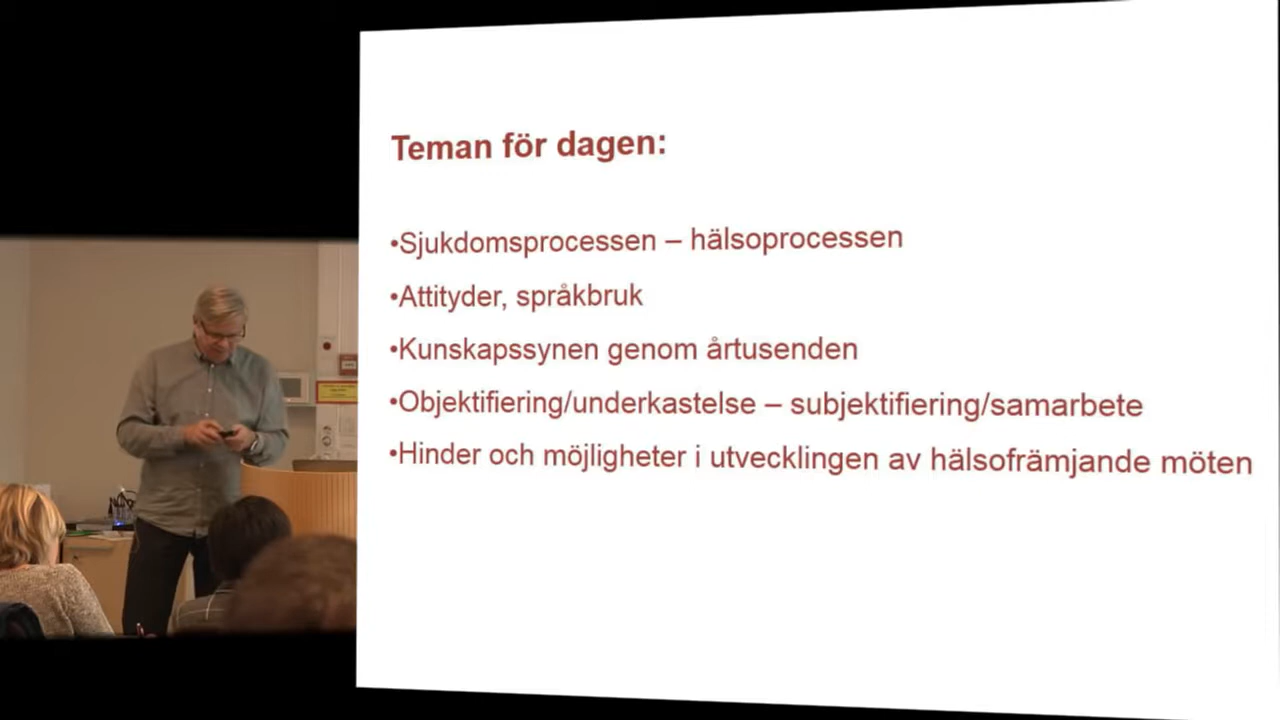 Teman för dagen:
•Sjukdomsprocessen – hälsoprocessen
•Attityder, språkbruk
•Kunskapssynen genom årtusenden
•Objektifiering/underkastelse – subjektifiering/samarbete
•Hinder och möjligheter i utvecklingen av hälsofrämjande möten